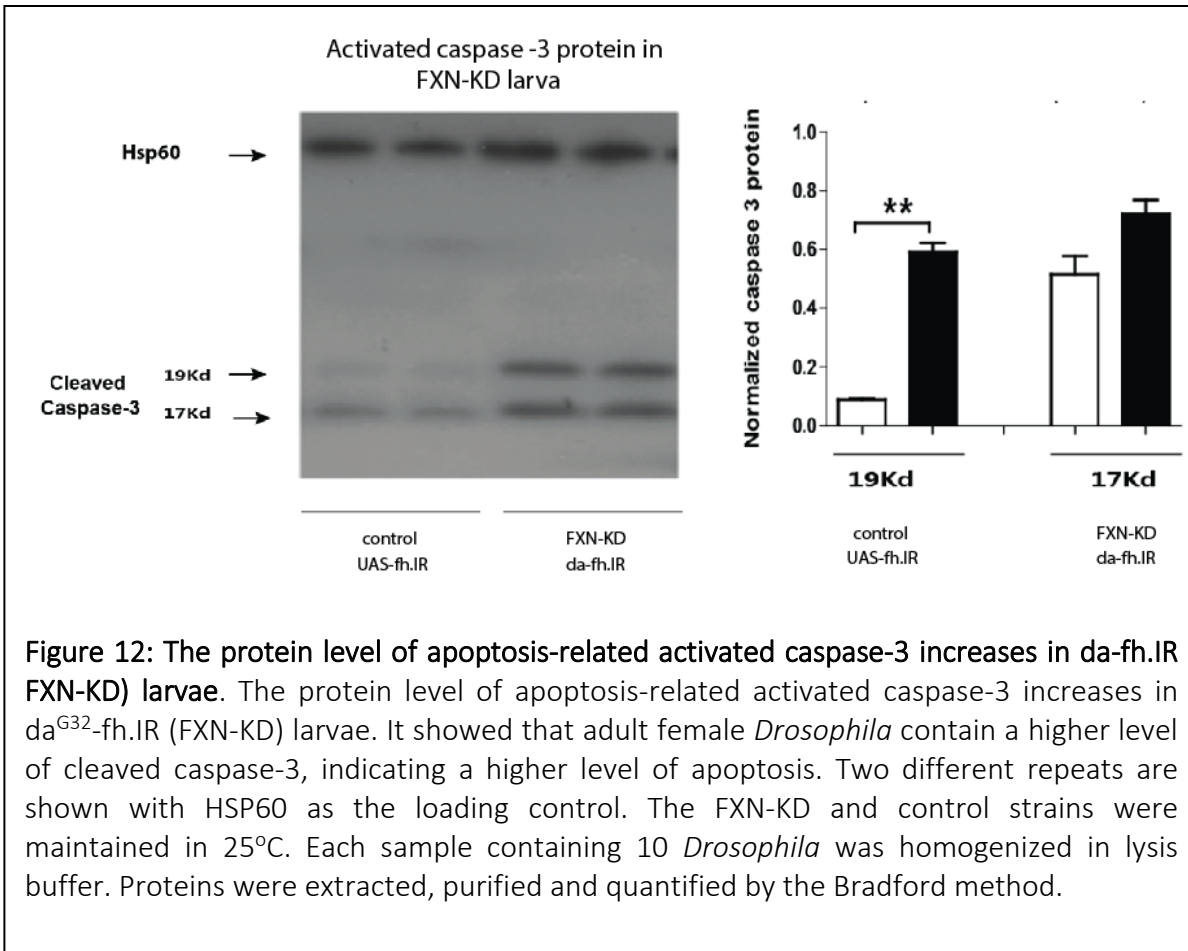 Activated caspase -3 protein in
FXN-KD larva
Hsp60
Cleaved
Caspase-3
19Kd
17Kd
control
UAS-fh.IR
FXN-KD
da-fh.IR
Normalized caspase 3 protein
1.0
0.8
0.6
0.4
0.2
0.0
**
19Kd
17Kd
control
UAS-fh.IR
FXN-KD
da-fh.IR
Figure 12: The protein level of apoptosis-related activated caspase-3 increases in da-fh.IR
FXN-KD) larvae. The protein level of apoptosis-related activated caspase-3 increases in
daG32-fh.IR (FXN-KD) larvae. It showed that adult female Drosophila contain a higher level
of cleaved caspase-3, indicating a higher level of apoptosis. Two different repeats are
shown with HSP60 as the loading control. The FXN-KD and control strains were
maintained in 25oC. Each sample containing 10 Drosophila was homogenized in lysis
buffer. Proteins were extracted, purified and quantified by the Bradford method.